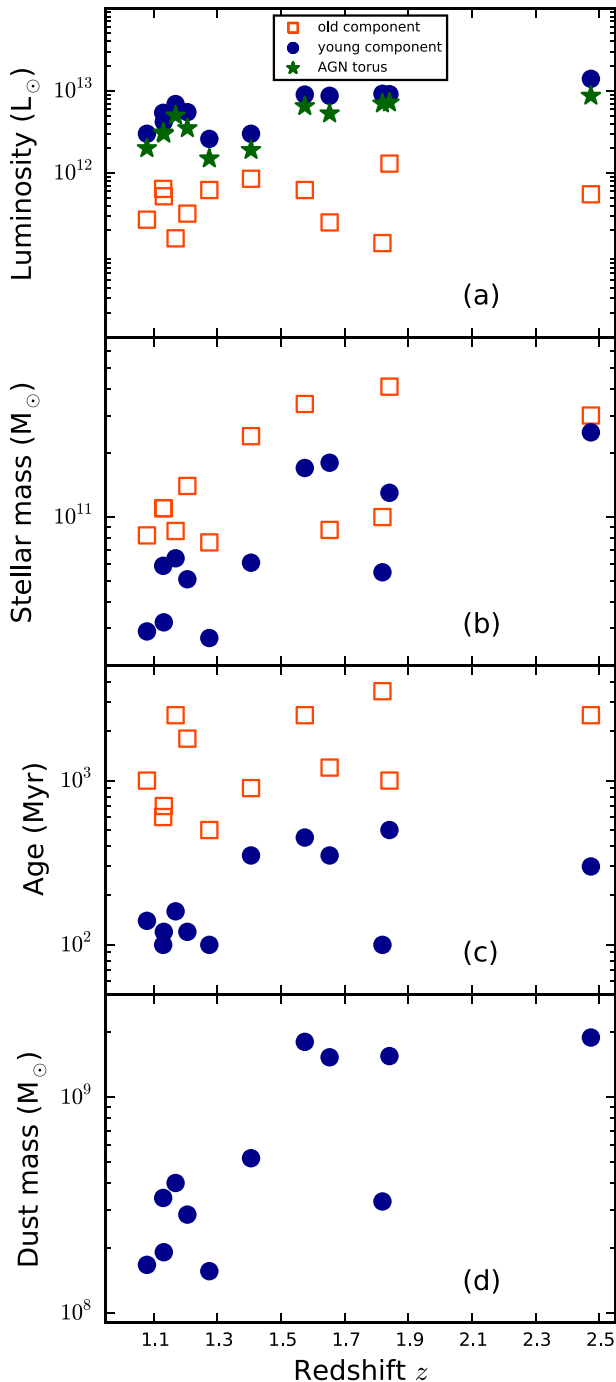 old component
young component
AGN torus
Luminosity (L⊙)
10¹³
10¹²
(a)
Stellar mass (M⊙)
10¹¹
(b)
Age (Myr)
10³
10²
(c)
Dust mass (M⊙)
10⁹
10⁸
(d)
1.1 1.3 1.5 1.7 1.9 2.1 2.3 2.5
Redshift z